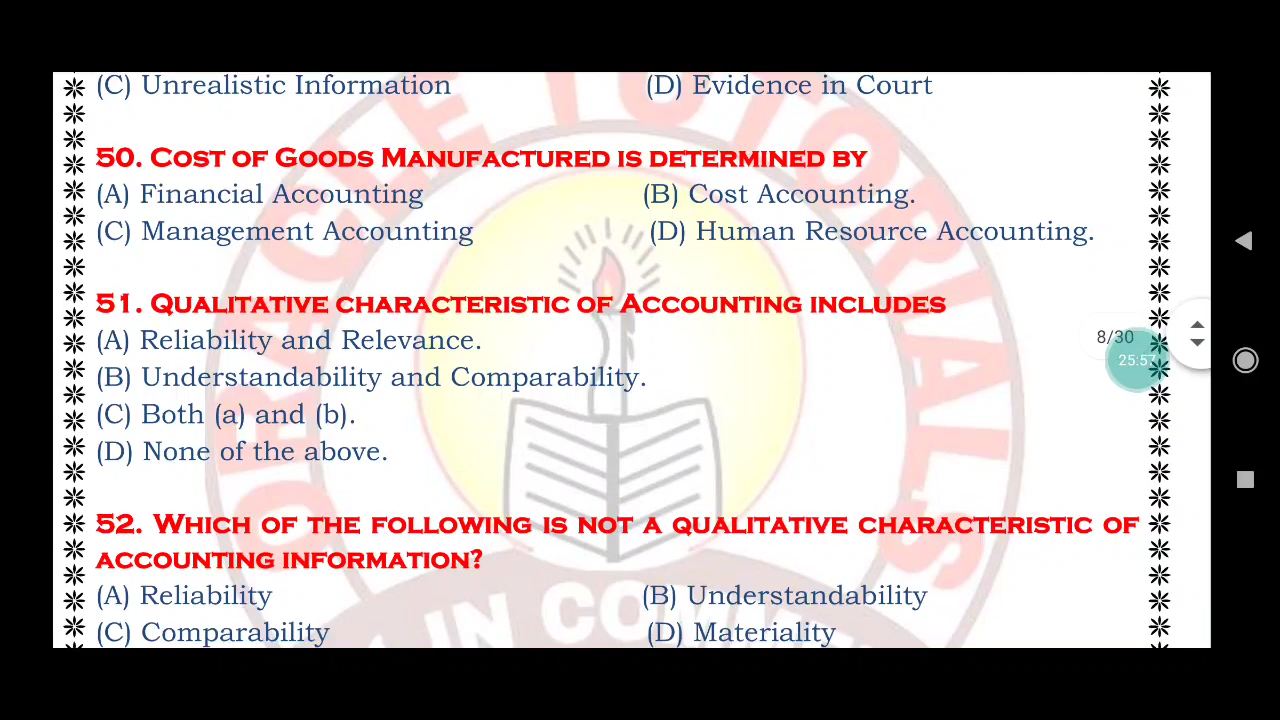 (C) Unrealistic Information (D) Evidence in Court
50. COST OF GOODS MANUFACTURED IS DETERMINED BY
(A) Financial Accounting (B) Cost Accounting.
(C) Management Accounting (D) Human Resource Accounting.
51. QUALITATIVE CHARACTERISTIC OF ACCOUNTING INCLUDES
(A) Reliability and Relevance.
(B) Understandability and Comparability.
8/30
25:57
(C) Both (a) and (b).
(D) None of the above.
52. WHICH OF THE FOLLOWING IS NOT A QUALITATIVE CHARACTERISTIC OF
ACCOUNTING INFORMATION?
(A) Reliability (B) Understandability
(C) Comparability (D) Materiality
TUTORIALS
IN